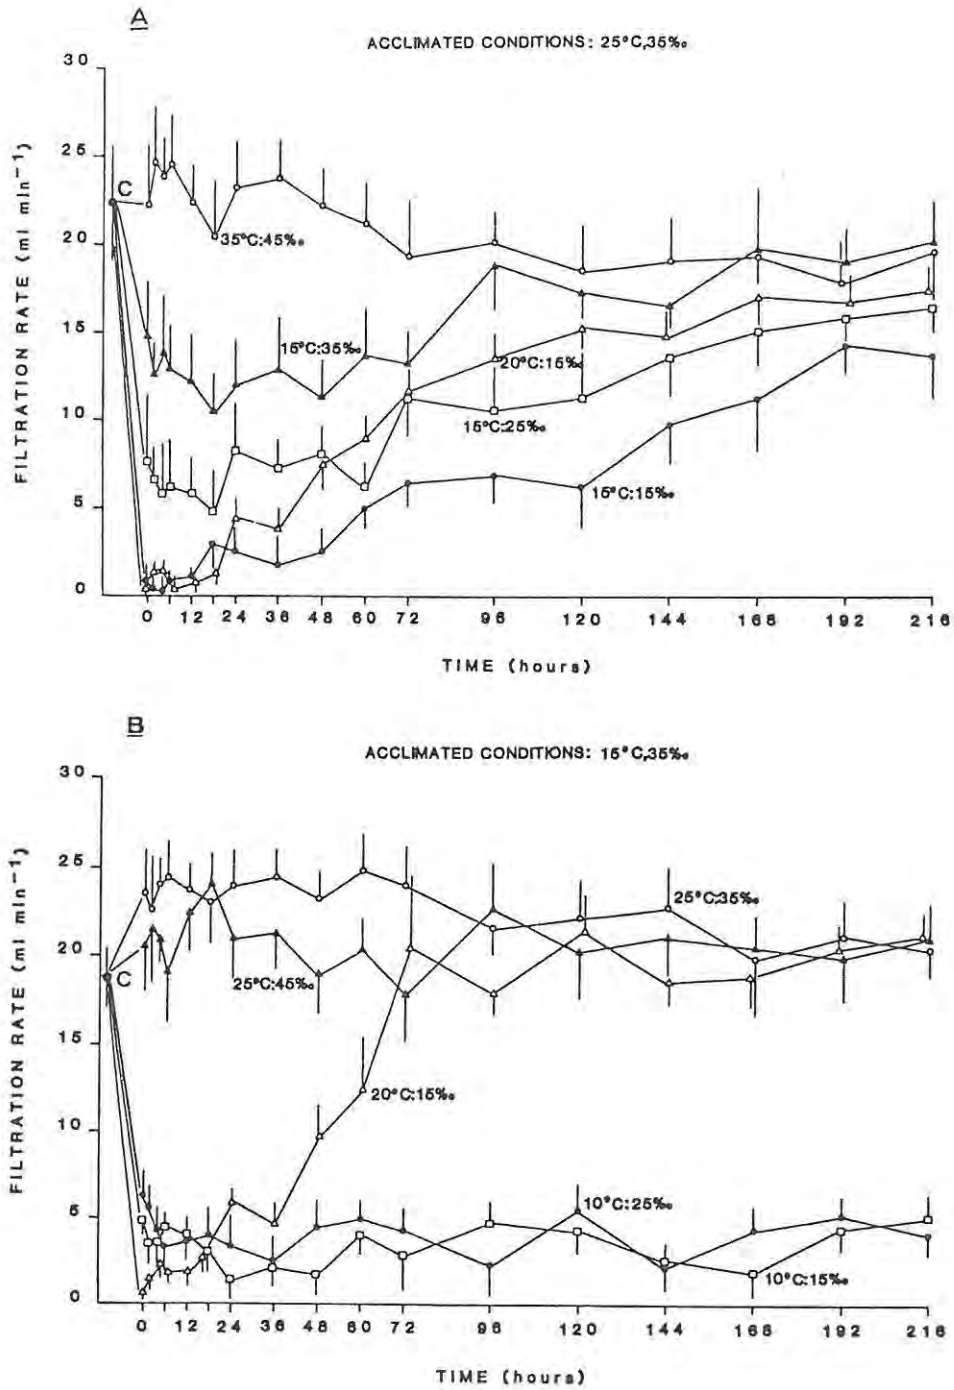 A
ACCLIMATED CONDITIONS: 25°C,35‰
FILTRATION RATE (ml min⁻¹)
30
25
20
15
10
5
0
C
35°C:45‰
15°C:35‰
20°C:15‰
15°C:25‰
15°C:15‰
0 12 24 36 48 60 72 96 120 144 168 192 216
TIME (hours)
B
ACCLIMATED CONDITIONS: 15°C,35‰
FILTRATION RATE (ml min⁻¹)
30
25
20
15
10
5
0
C
25°C:35‰
25°C:45‰
20°C:15‰
10°C:25‰
10°C:15‰
0 12 24 36 48 60 72 96 120 144 168 192 216
TIME (hours)